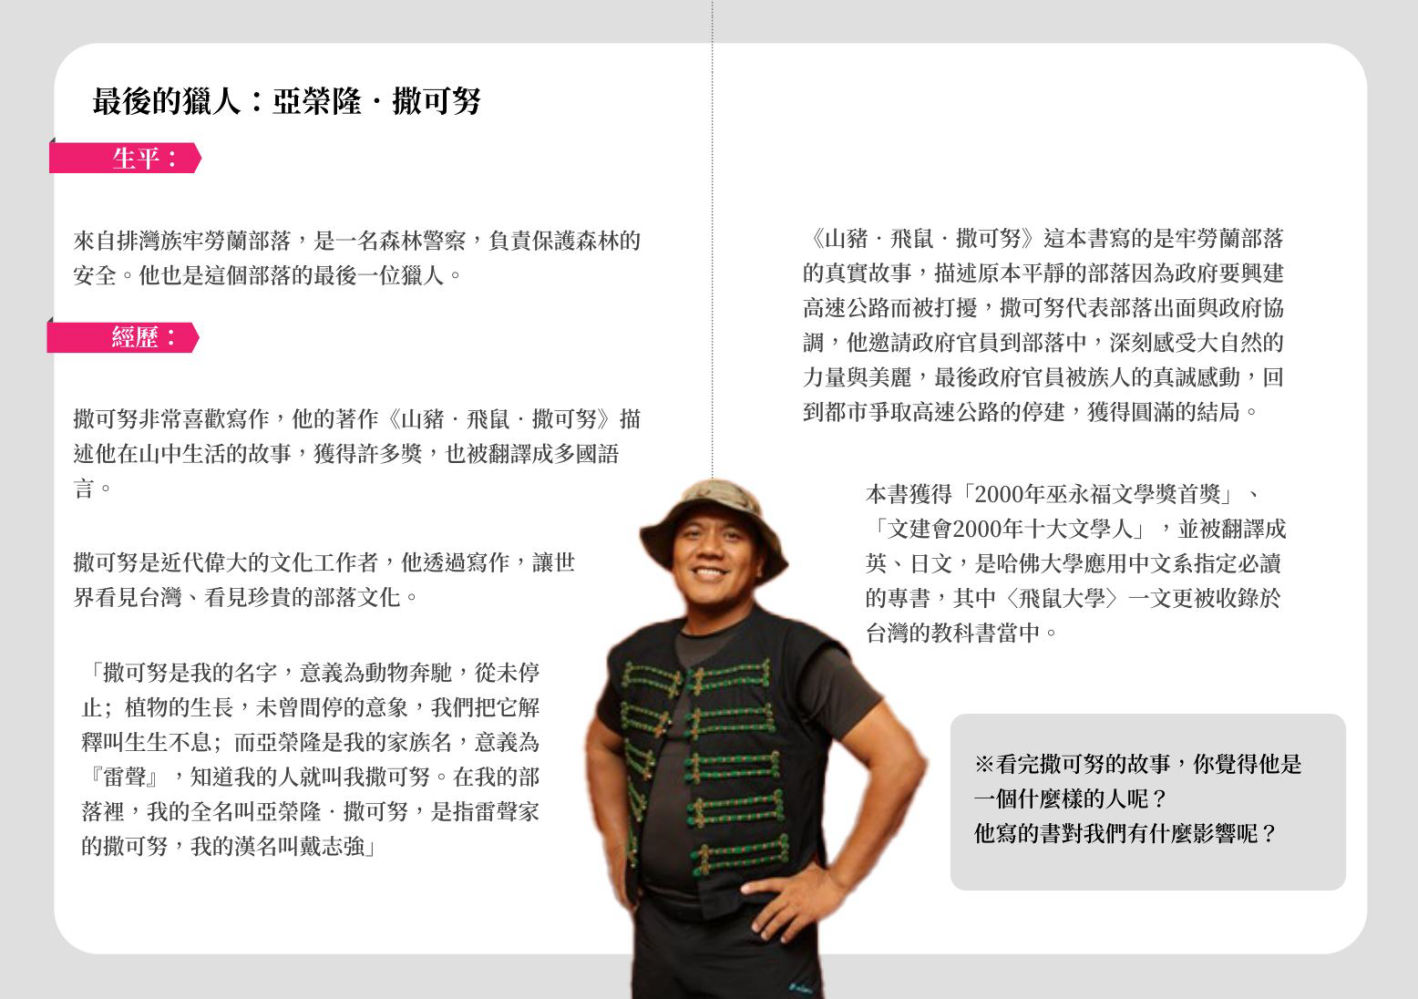 最後的獵人：亞榮隆．撒可努
生平：
來自排灣族牢勞蘭部落，是一名森林警察，負責保護森林的
安全。他也是這個部落的最後一位獵人。
經歷：
撒可努非常喜歡寫作，他的著作《山豬．飛鼠．撒可努》描
述他在山中生活的故事，獲得許多獎，也被翻譯成多國語
言。
撒可努是近代偉大的文化工作者，他透過寫作，讓世
界看見台灣、看見珍貴的部落文化。
「撒可努是我的名字，意義為動物奔馳，從未停
止；植物的生長，未曾間停的意象，我們把它解
釋叫生生不息；而亞榮隆是我的家族名，意義為
『雷聲』，知道我的人就叫我撒可努。在我的部
落裡，我的全名叫亞榮隆．撒可努，是指雷聲家
的撒可努，我的漢名叫戴志強」
《山豬．飛鼠．撒可努》這本書寫的是牢勞蘭部落
的真實故事，描述原本平靜的部落因為政府要興建
高速公路而被打擾，撒可努代表部落出面與政府協
調，他邀請政府官員到部落中，深刻感受大自然的
力量與美麗，最後政府官員被族人的真誠感動，回
到都市爭取高速公路的停建，獲得圓滿的結局。
本書獲得「2000年巫永福文學獎首獎」、
「文建會2000年十大文學人」，並被翻譯成
英、日文，是哈佛大學應用中文系指定必讀
的專書，其中〈飛鼠大學〉一文更被收錄於
台灣的教科書當中。
※看完撒可努的故事，你覺得他是
一個什麼樣的人呢？
他寫的書對我們有什麼影響呢？